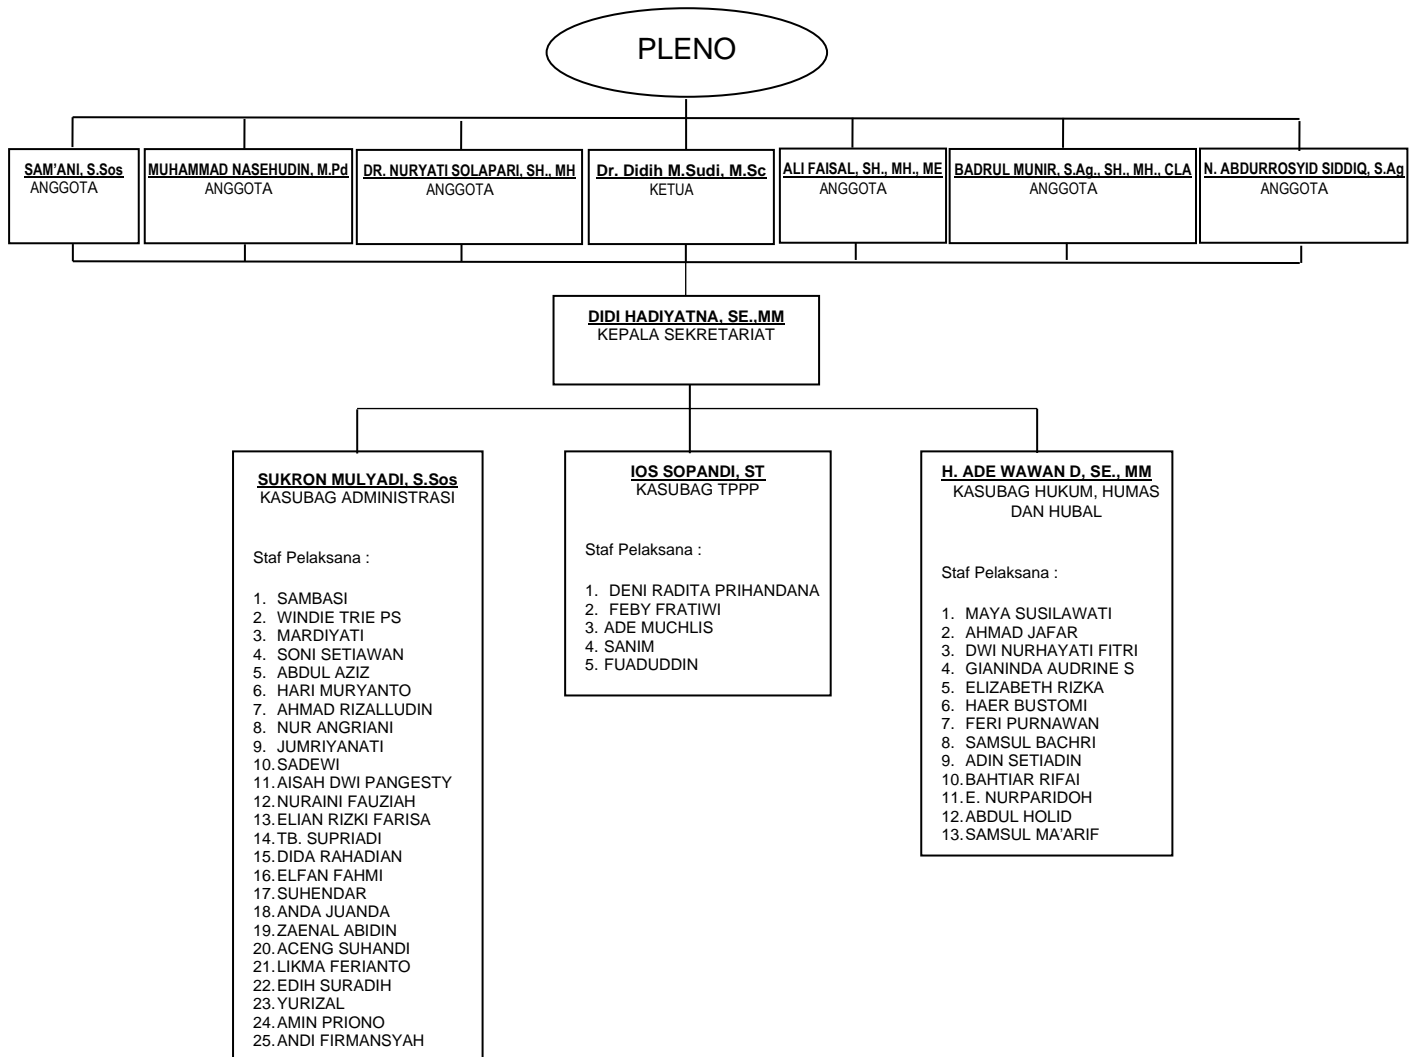 PLENO
SAM'ANI, S.Sos
ANGGOTA
MUHAMMAD NASEHUDIN, M.Pd
ANGGOTA
DR. NURYATI SOLAPARI, SH., MH
ANGGOTA
Dr. Didih M.Sudi, M.Sc
KETUA
ALI FAISAL, SH., MH., ME
ANGGOTA
BADRUL MUNIR, S.Ag., SH., MH., CLA
ANGGOTA
N. ABDURROSYID SIDDIQ, S.Ag
ANGGOTA
DIDI HADIYATNA, SE.,MM
KEPALA SEKRETARIAT
SUKRON MULYADI, S.Sos
KASUBAG ADMINISTRASI
Staf Pelaksana :
1. SAMBASI
2. WINDIE TRIE PS
3. MARDIYATI
4. SONI SETIAWAN
5. ABDUL AZIZ
6. HARI MURYANTO
7. AHMAD RIZALLUDIN
8. NUR ANGRIANI
9. JUMRIYANATI
10. SADEWI
11. AISAH DWI PANGESTY
12. NURAINI FAUZIAH
13. ELIAN RIZKI FARISA
14. TB. SUPRIADI
15. DIDA RAHADIAN
16. ELFAN FAHMI
17. SUHENDAR
18. ANDA JUANDA
19. ZAENAL ABIDIN
20. ACENG SUHANDI
21. LIKMA FERIANTO
22. EDIH SURADIH
23. YURIZAL
24. AMIN PRIONO
25. ANDI FIRMANSYAH
IOS SOPANDI, ST
KASUBAG TPPP
Staf Pelaksana :
1. DENI RADITA PRIHANDANA
2. FEBY FRATIWI
3. ADE MUCHLIS
4. SANIM
5. FUADUDDIN
H. ADE WAWAN D, SE., MM
KASUBAG HUKUM, HUMAS
DAN HUBAL
Staf Pelaksana :
1. MAYA SUSILAWATI
2. AHMAD JAFAR
3. DWI NURHAYATI FITRI
4. GIANINDA AUDRINE S
5. ELIZABETH RIZKA
6. HAER BUSTOMI
7. FERI PURNAWAN
8. SAMSUL BACHRI
9. ADIN SETIADIN
10. BAHTIAR RIFAI
11. E. NURPARIDOH
12. ABDUL HOLID
13. SAMSUL MA'ARIF